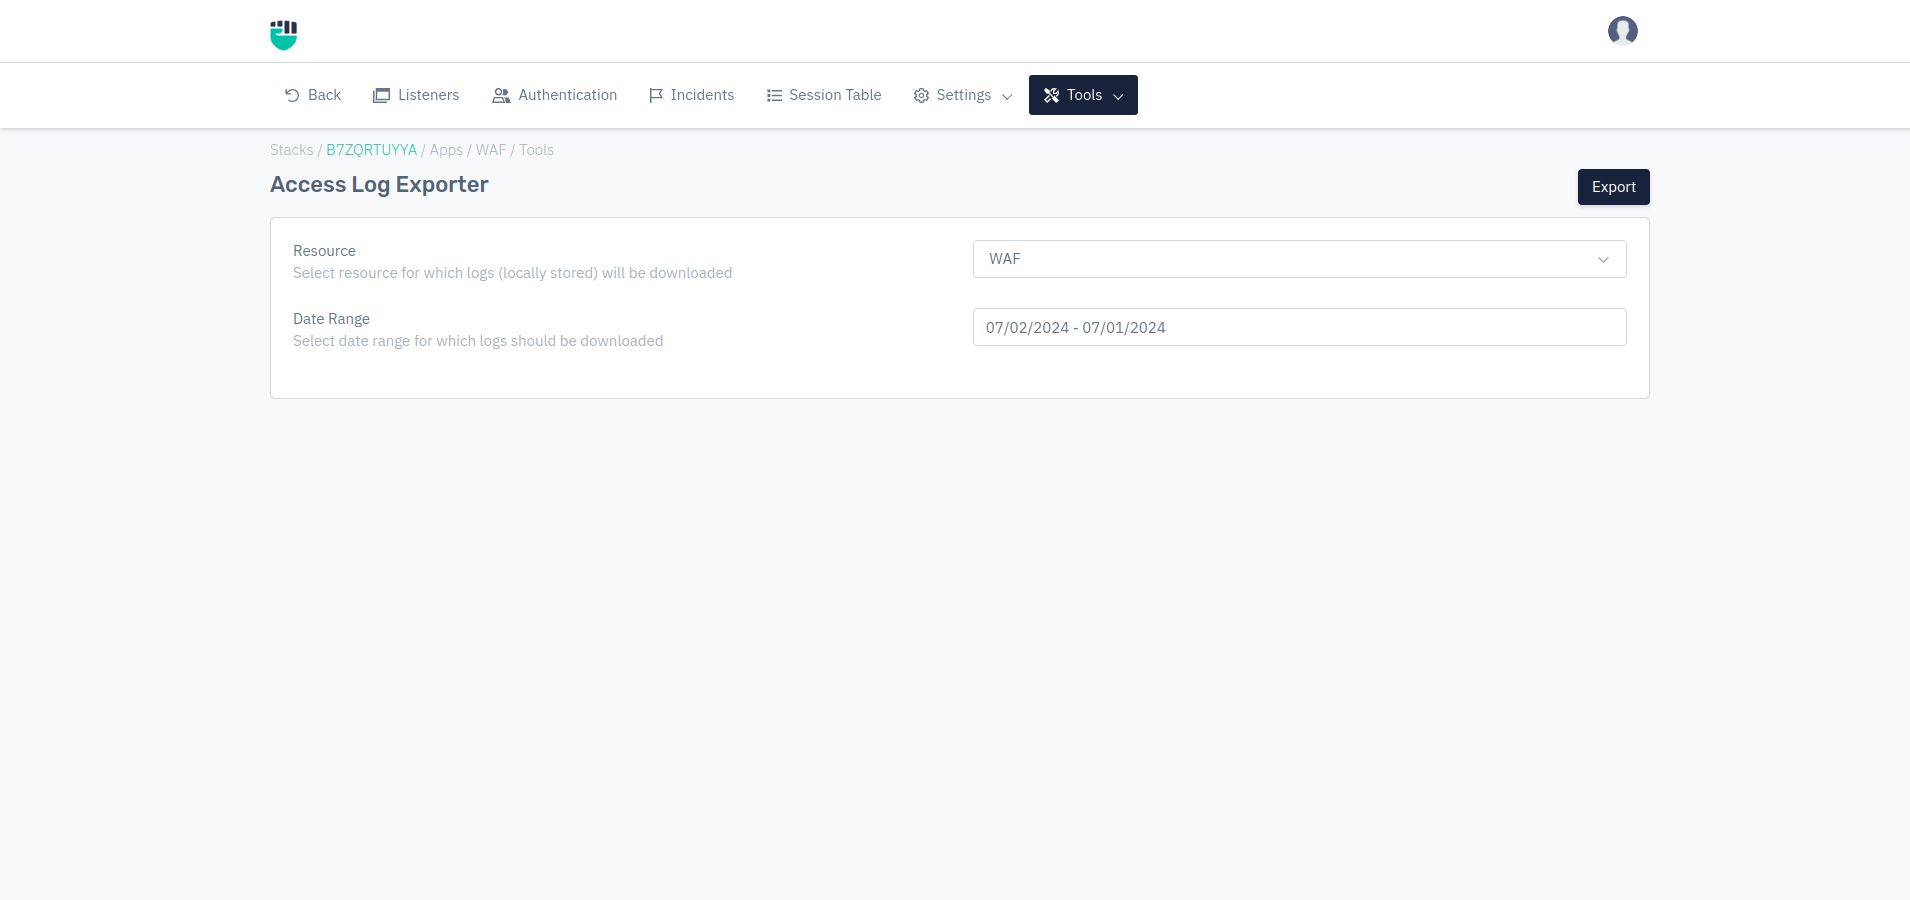 Back Listeners Authentication Incidents Session Table Settings Tools
Stacks / B7ZQRTUYYA / Apps / WAF / Tools
Access Log Exporter
Export
Resource
Select resource for which logs (locally stored) will be downloaded
WAF
Date Range
Select date range for which logs should be downloaded
07/02/2024 - 07/01/2024